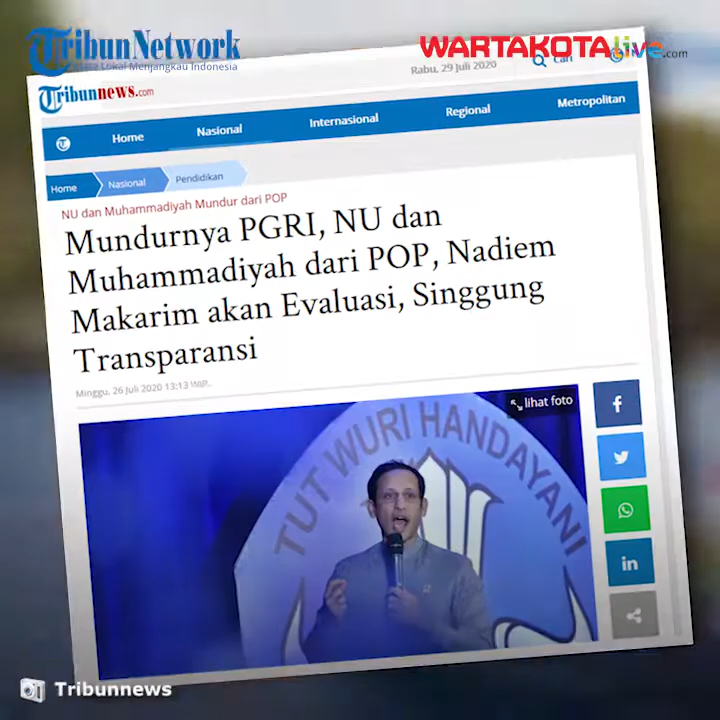 TribunNetwork
Lokal Menjangkau Indonesia
WARTAKOTAlive.com
Rabu, 29 Juli 2020
Cari
Tribunnews.com
Home
Nasional
Internasional
Regional
Metropolitan
Home
Nasional
Pendidikan
NU dan Muhammadiyah Mundur dari POP
Mundurnya PGRI, NU dan
Muhammadiyah dari POP, Nadiem
Makarim akan Evaluasi, Singgung
Transparansi
Minggu, 26 Juli 2020 13:13 WIB
lihat foto
TUT WURI HANDAYANI
Tribunnews